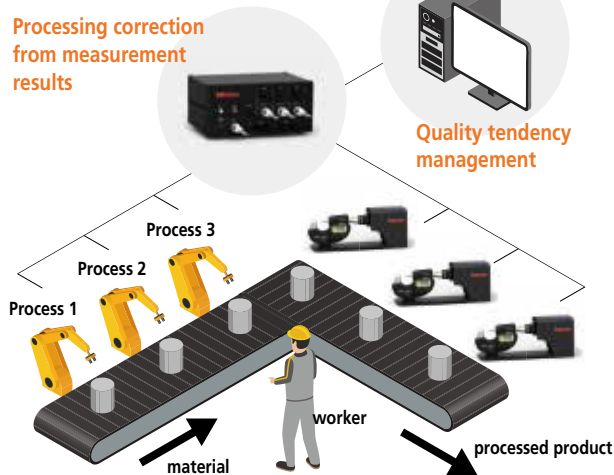 Processing correction
from measurement
results
Quality tendency
management
Process 3
Process 2
Process 1
worker
processed product
material